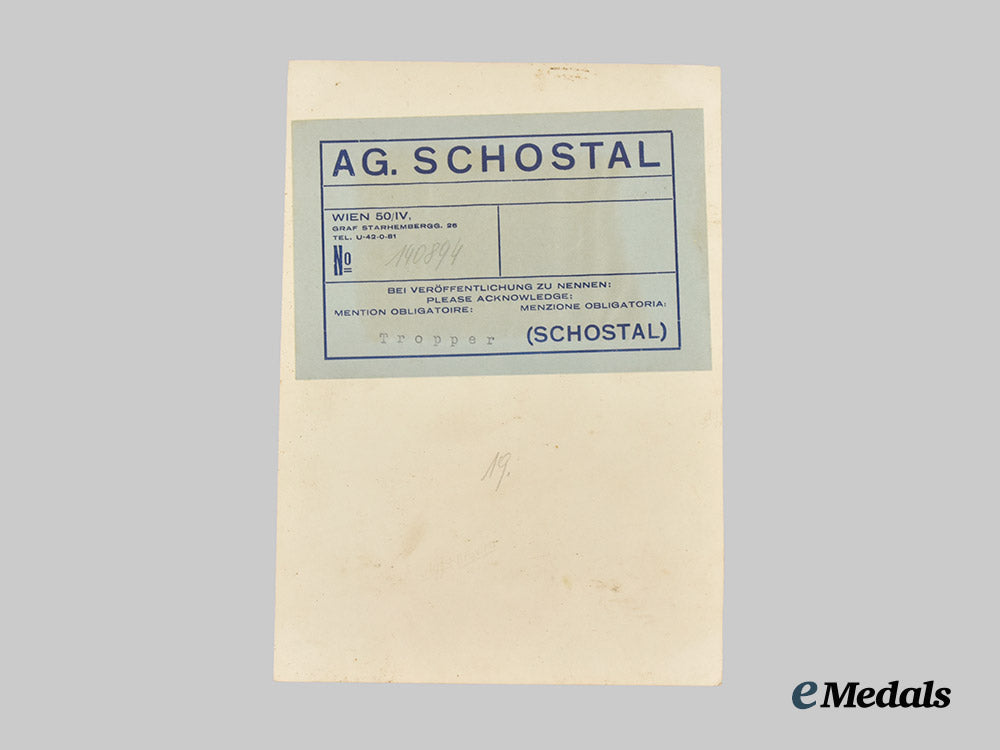 AG. SCHOSTAL
WIEN 50/IV,
GRAF STARHEMBERGG. 26
TEL. U-42-0-81
No 140894
BEI VERÖFFENTLICHUNG ZU NENNEN:
PLEASE ACKNOWLEDGE:
MENTION OBLIGATOIRE: MENZIONE OBLIGATORIA:
Tropper (SCHOSTAL)
19.
eMedals